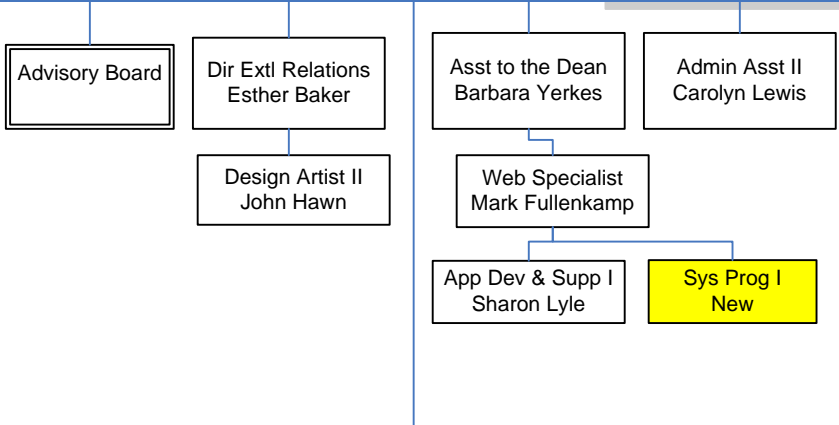 Advisory Board
Dir Extl Relations
Esther Baker
Asst to the Dean
Barbara Yerkes
Admin Asst II
Carolyn Lewis
Design Artist II
John Hawn
Web Specialist
Mark Fullenkamp
App Dev & Supp I
Sharon Lyle
Sys Prog I
New